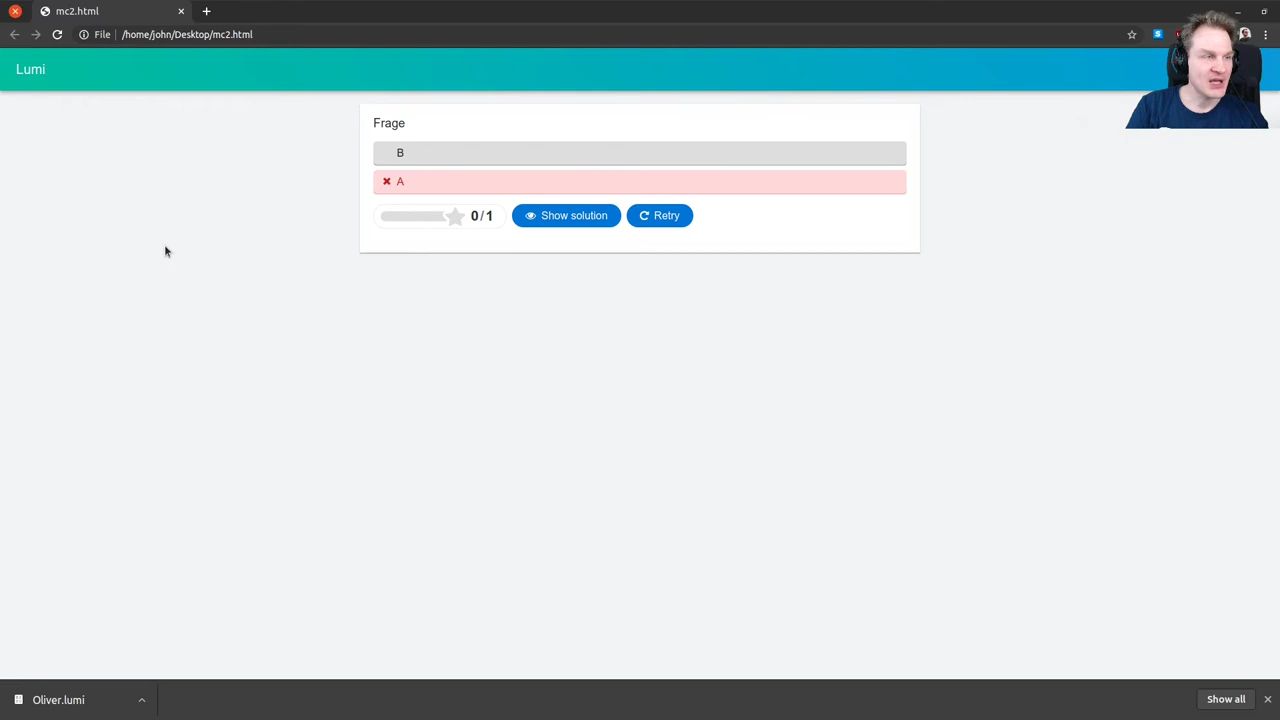 mc2.html
File
/home/john/Desktop/mc2.html
Lumi
Frage
B
A
0/1
Show solution
Retry
Oliver.lumi
Show all